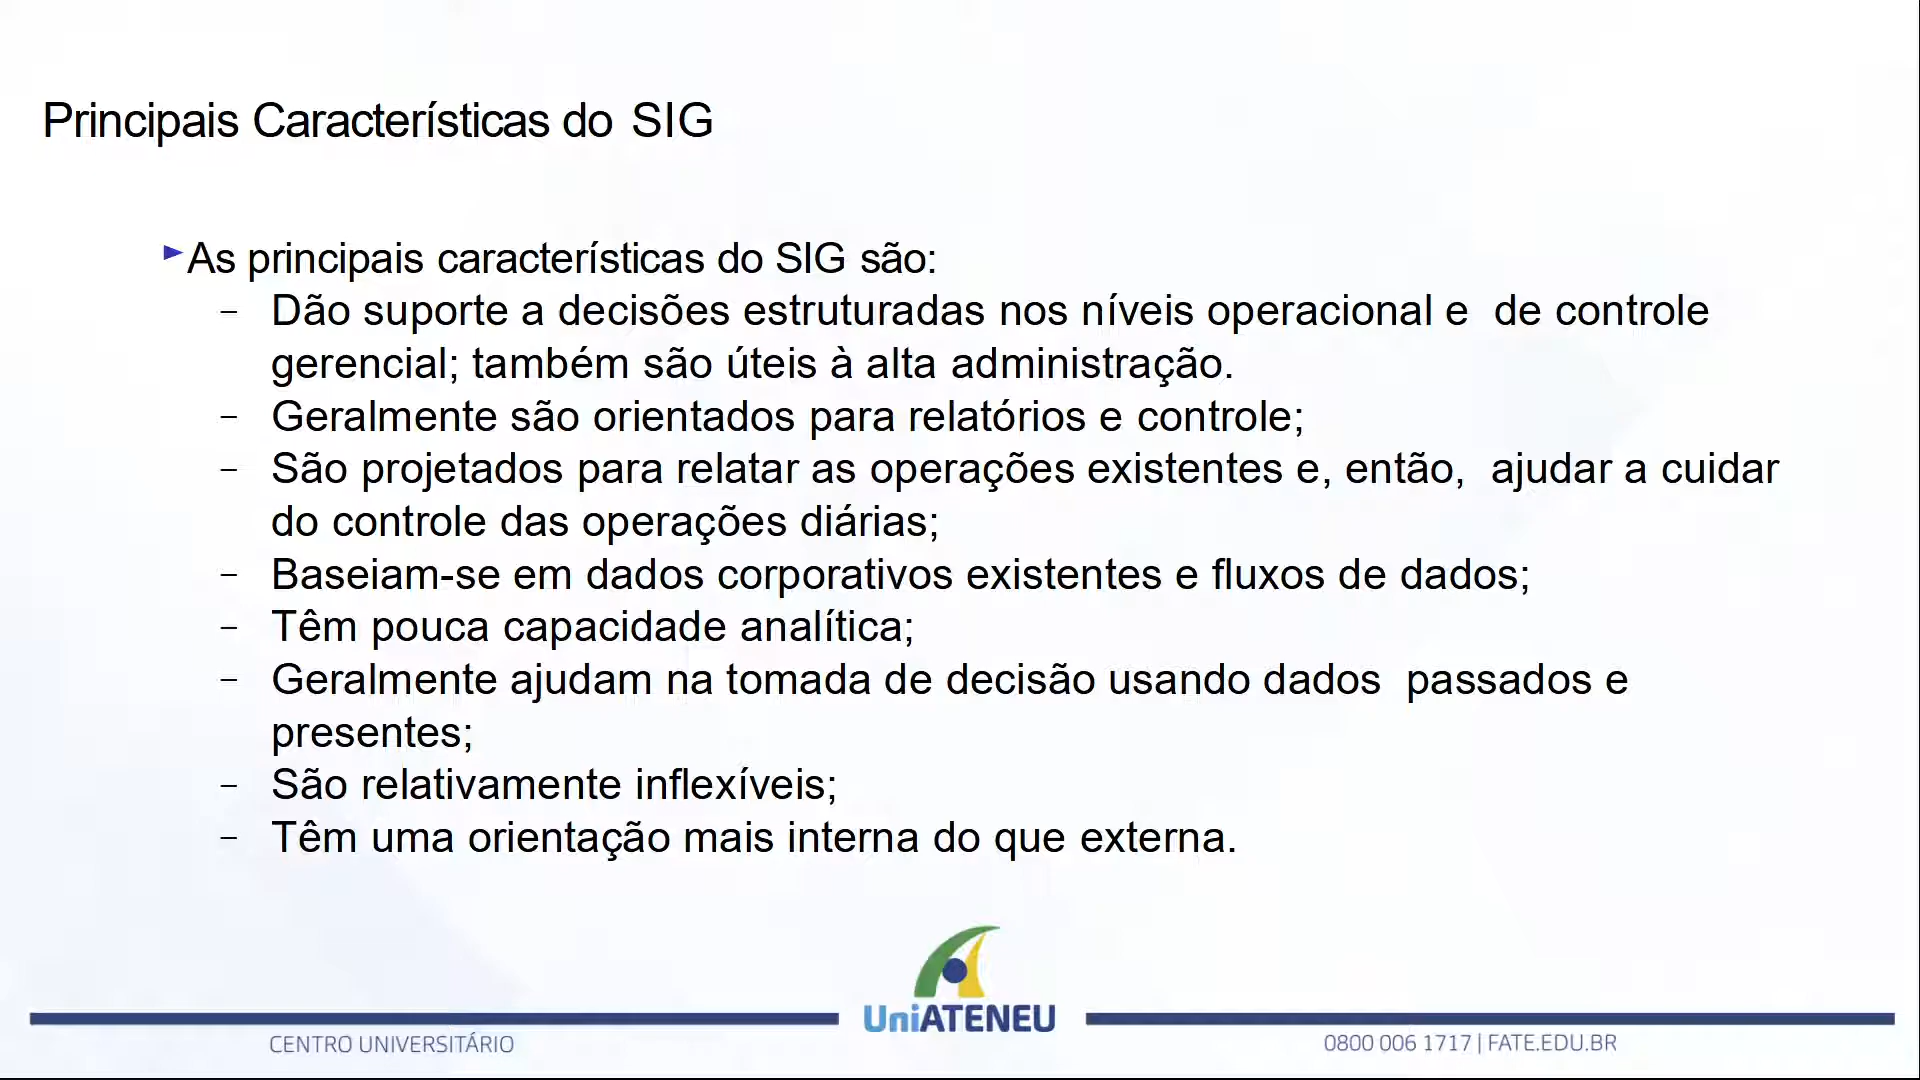 Principais Características do SIG
►As principais características do SIG são:
– Dão suporte a decisões estruturadas nos níveis operacional e de controle
gerencial; também são úteis à alta administração.
– Geralmente são orientados para relatórios e controle;
– São projetados para relatar as operações existentes e, então, ajudar a cuidar
do controle das operações diárias;
– Baseiam-se em dados corporativos existentes e fluxos de dados;
– Têm pouca capacidade analítica;
– Geralmente ajudam na tomada de decisão usando dados passados e
presentes;
– São relativamente inflexíveis;
– Têm uma orientação mais interna do que externa.
UniATENEU
CENTRO UNIVERSITÁRIO
0800 006 1717 | FATE.EDU.BR